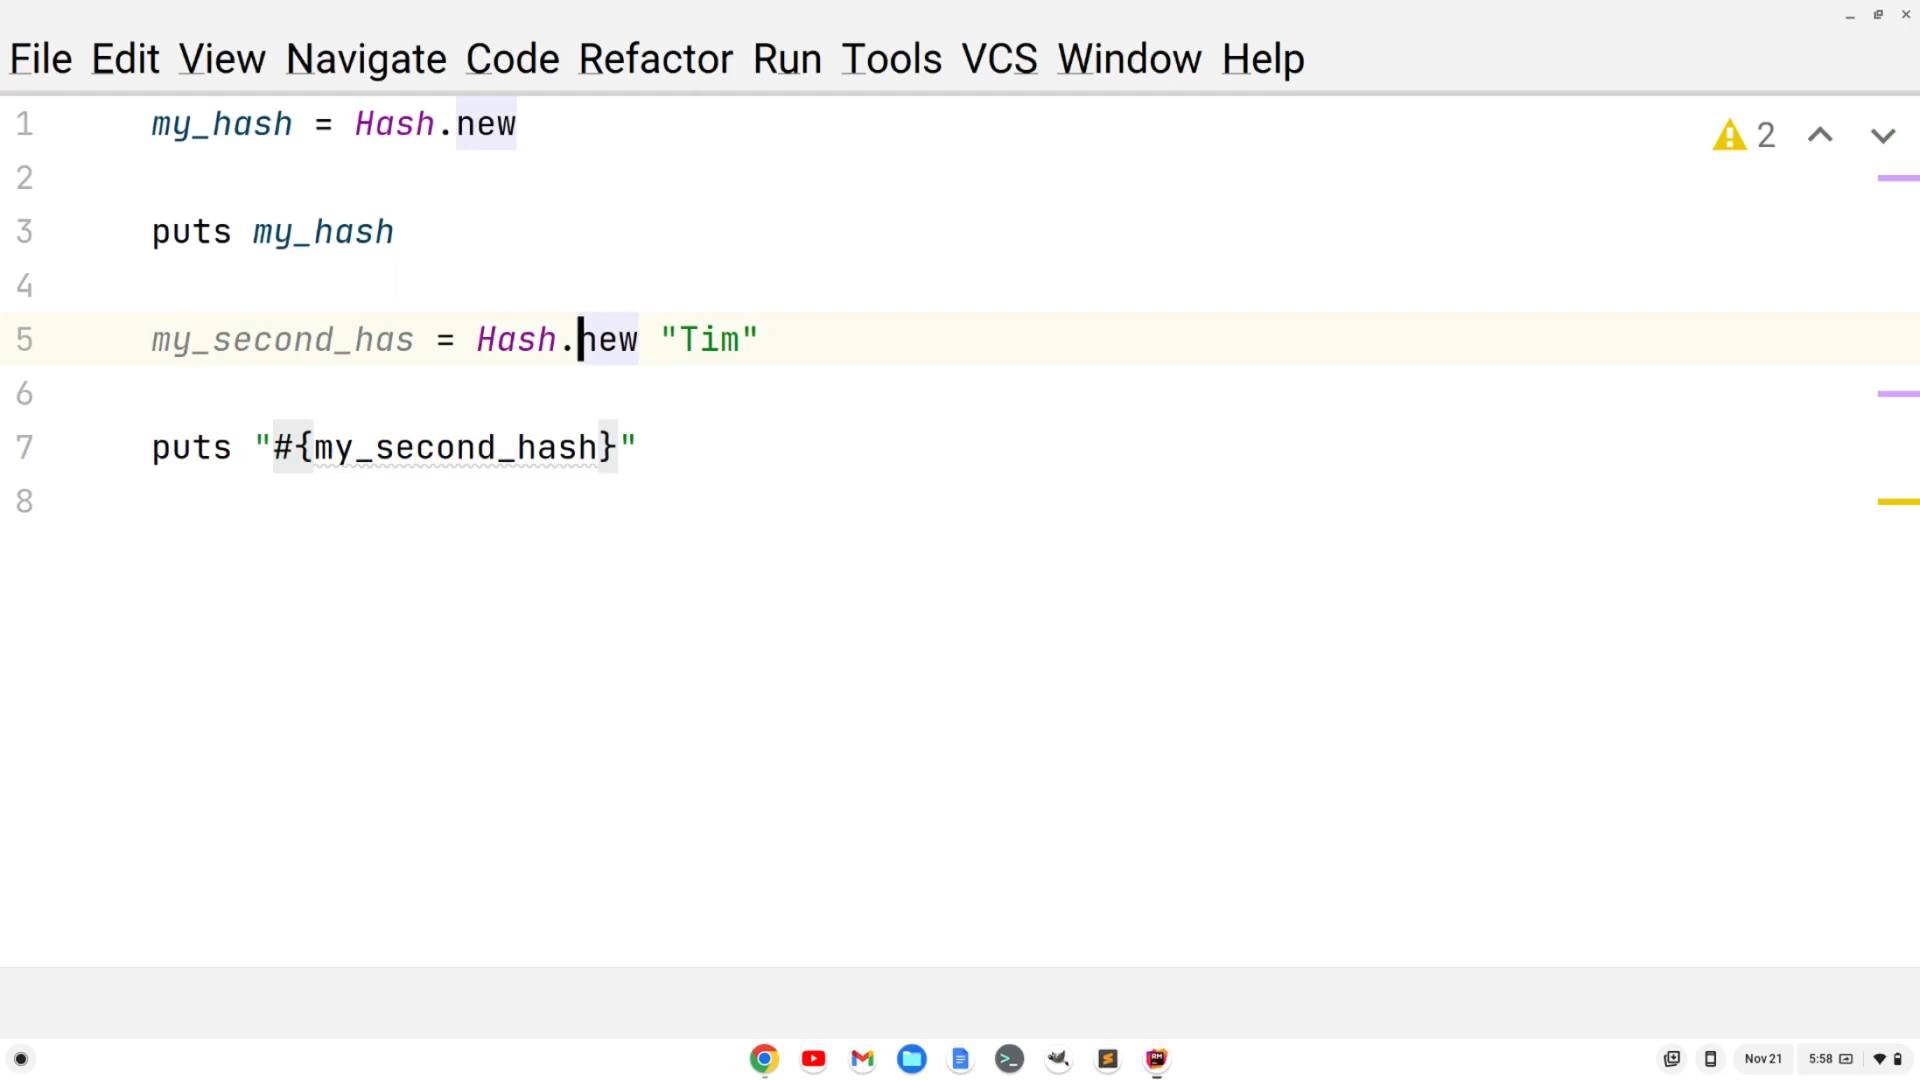 File Edit View Navigate Code Refactor Run Tools VCS Window Help
1 my_hash = Hash.new
2
2
3 puts my_hash
4
5 my_second_has = Hash.new "Tim"
6
7 puts "#{my_second_hash}"
8
Nov 21 5:58